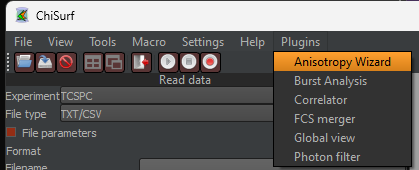 ChiSurf
File View Tools Macro Settings Help Plugins
Anisotropy Wizard
Burst Analysis
Correlator
FCS merger
Global view
Photon filter
Read data
Experiment TCSPC
File type TXT/CSV
File parameters
Format
Filename